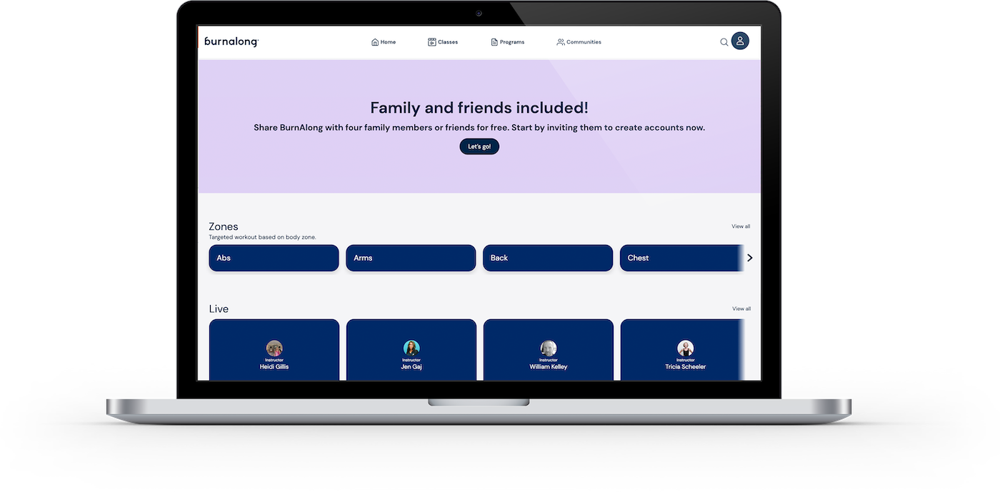 burnalong
Home
Classes
Programs
Communities
Family and friends included!
Share BurnAlong with four family members or friends for free. Start by inviting them to create accounts now.
Let's go!
Zones
View all
Targeted workout based on body zone.
Abs
Arms
Back
Chest
Live
View all
Instructor
Heidi Gillis
Instructor
Jen Gaj
Instructor
William Kelley
Instructor
Tricia Scheeler